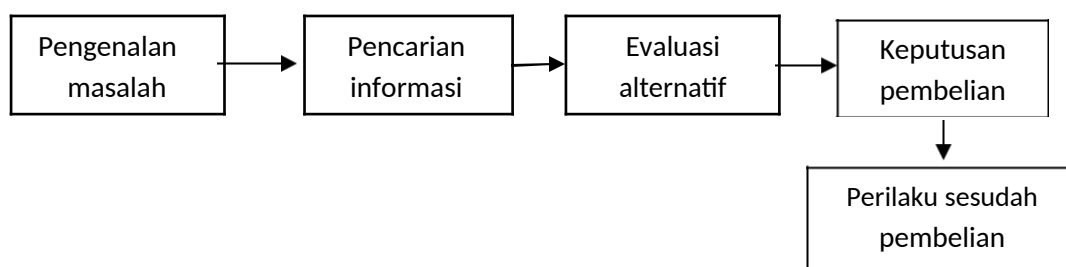 Pengenalan
masalah
Pencarian
informasi
Evaluasi
alternatif
Keputusan
pembelian
Perilaku sesudah
pembelian